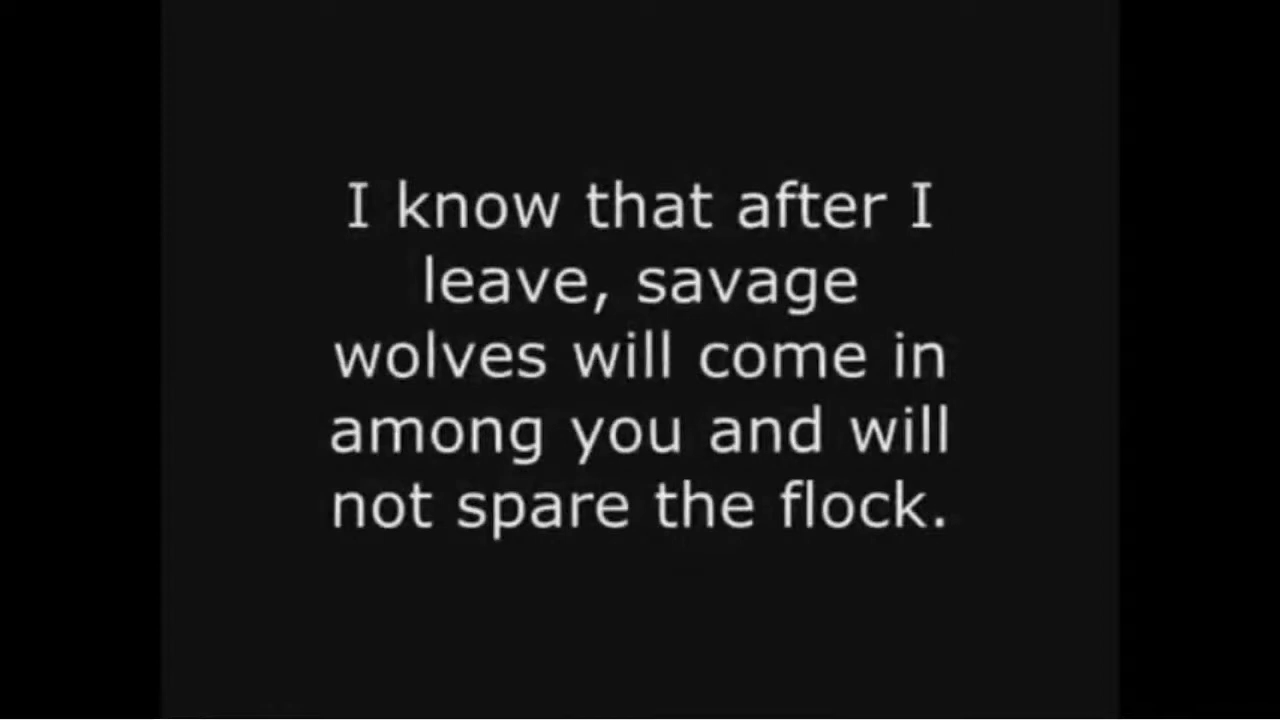 I know that after I
leave, savage
wolves will come in
among you and will
not spare the flock.